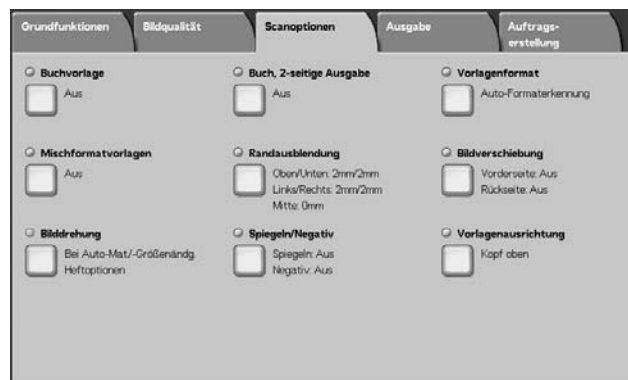 Grundfunktionen
Bildqualität
Scanoptionen
Ausgabe
Auftrags-
erstellung
Buchvorlage
Aus
Buch, 2-seitige Ausgabe
Aus
Vorlagenformat
Auto-Formaterkennung
Mischformatvorlagen
Aus
Randausblendung
Oben/Unten: 2mm/2mm
Links/Rechts: 2mm/2mm
Mitte: 0mm
Bildverschiebung
Vorderseite: Aus
Rückseite: Aus
Bilddrehung
Bei Auto-Mat/-Größenändg.
Heftoptionen
Spiegeln/Negativ
Spiegeln: Aus
Negativ: Aus
Vorlagenausrichtung
Kopf oben